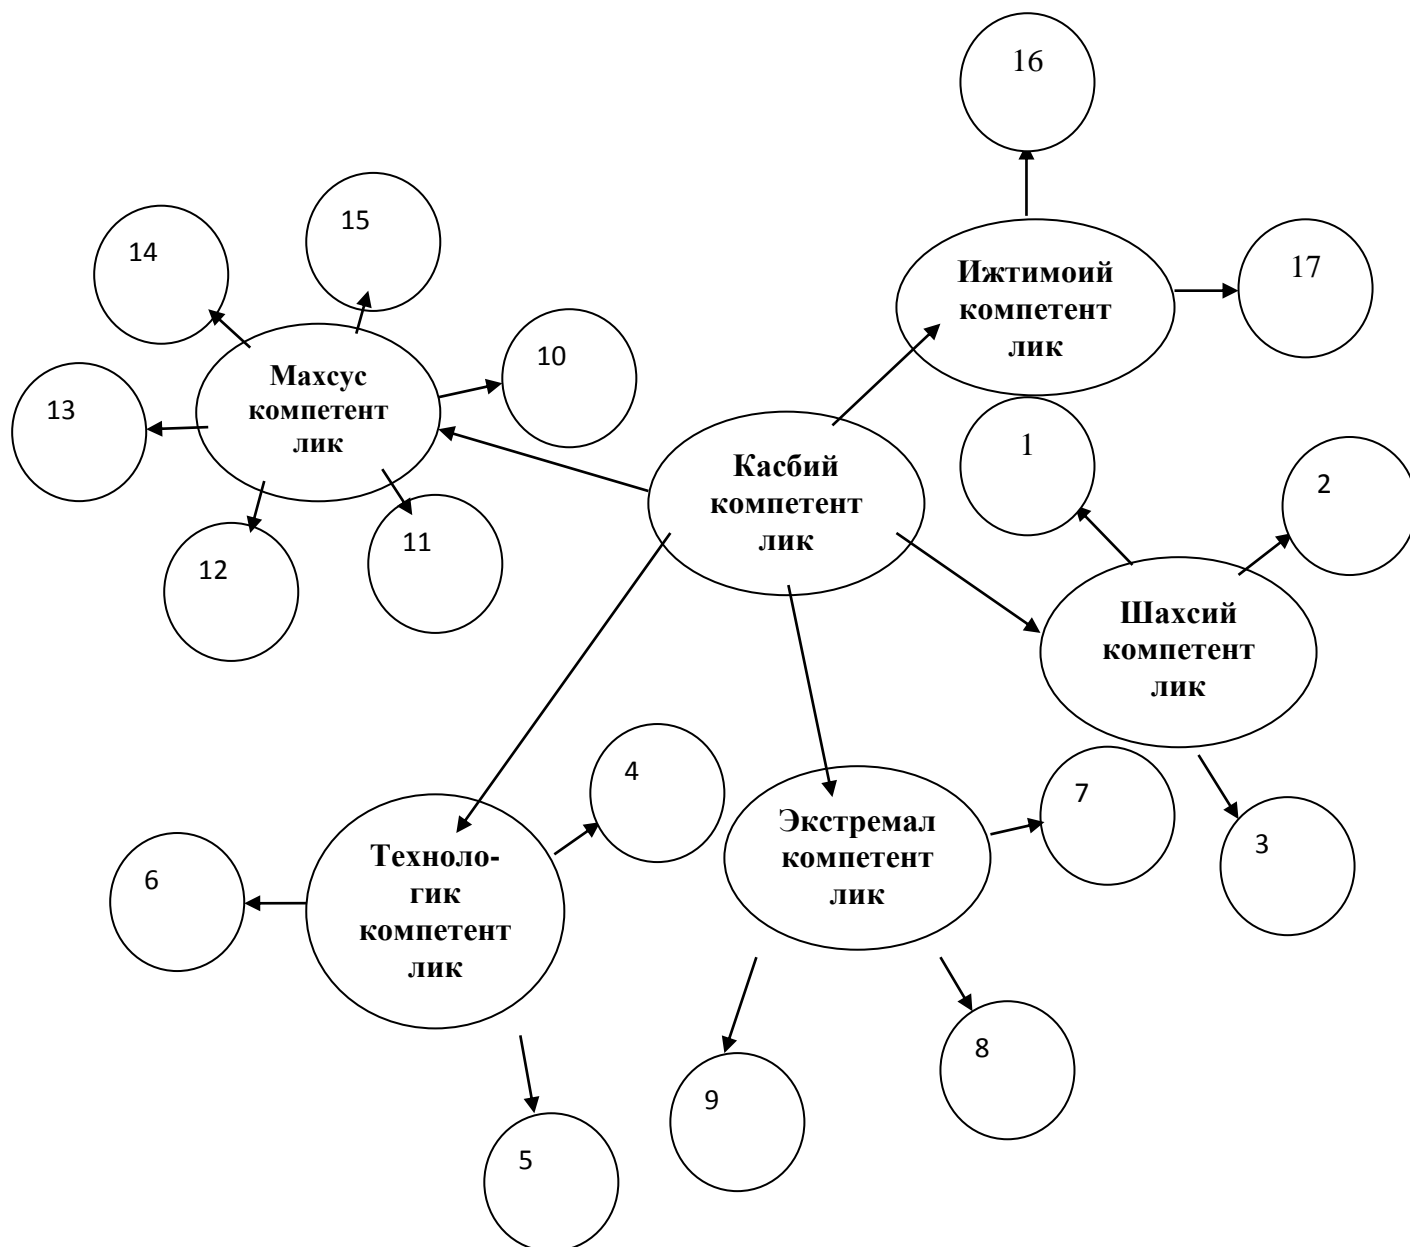 16
15
14
Ижтимоий
компетент
лик
17
Махсус
компетент
лик
10
13
1
Касбий
компетент
лик
2
11
12
Шахсий
компетент
лик
4
7
Экстремал
компетент
лик
3
Техноло-
гик
компетент
лик
6
8
9
5